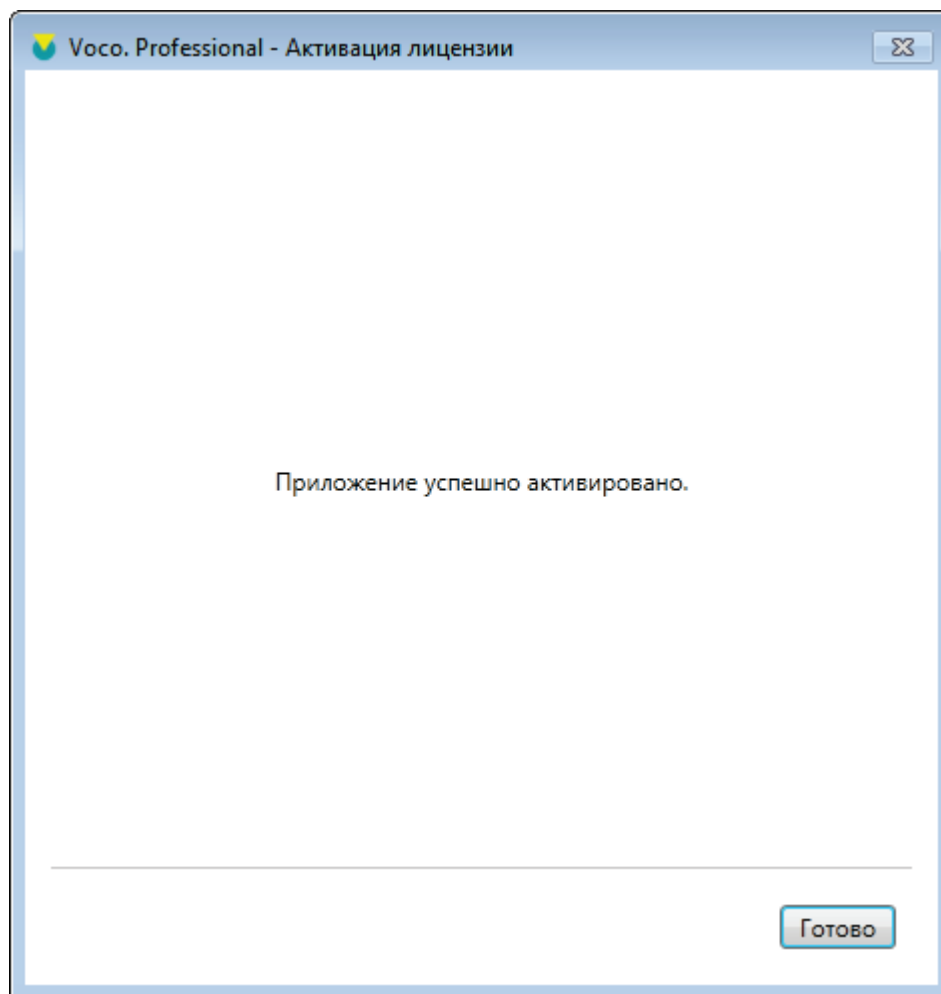 Voco. Professional - Активация лицензии
Приложение успешно активировано.
Готово